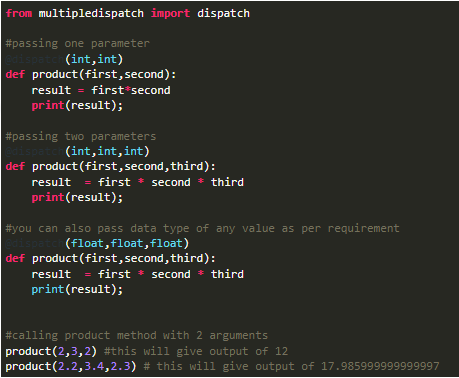 from multipledispatch import dispatch
#passing one parameter
@dispatch(int,int)
def product(first,second):
    result = first*second
    print(result);
#passing two parameters
@dispatch(int,int,int)
def product(first,second,third):
    result  = first * second * third
    print(result);
#you can also pass data type of any value as per requirement
@dispatch(float,float,float)
def product(first,second,third):
    result  = first * second * third
    print(result);
#calling product method with 2 arguments
product(2,3,2) #this will give output of 12
product(2.2,3.4,2.3) # this will give output of 17.985999999999997